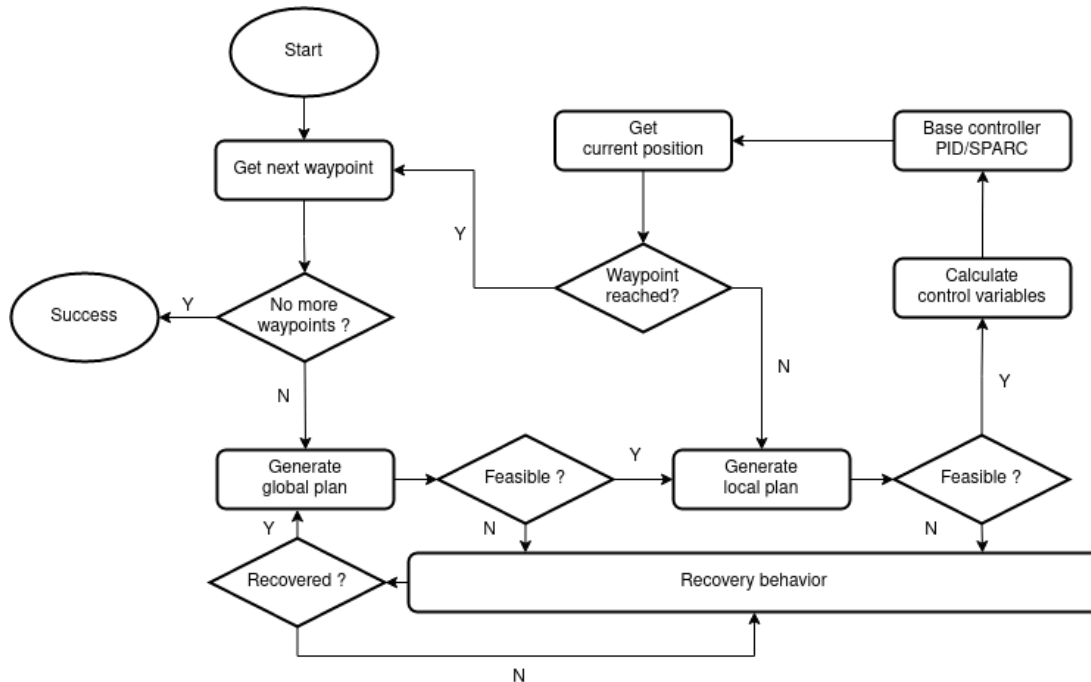 Start
Get next waypoint
Get
current position
Base controller
PID/SPARC
Y
Waypoint
reached?
Calculate
control variables
Success
Y
No more
waypoints ?
N
N
Y
Generate
global plan
Feasible ?
Y
Generate
local plan
Feasible ?
Y
N
N
Recovered ?
Recovery behavior
N